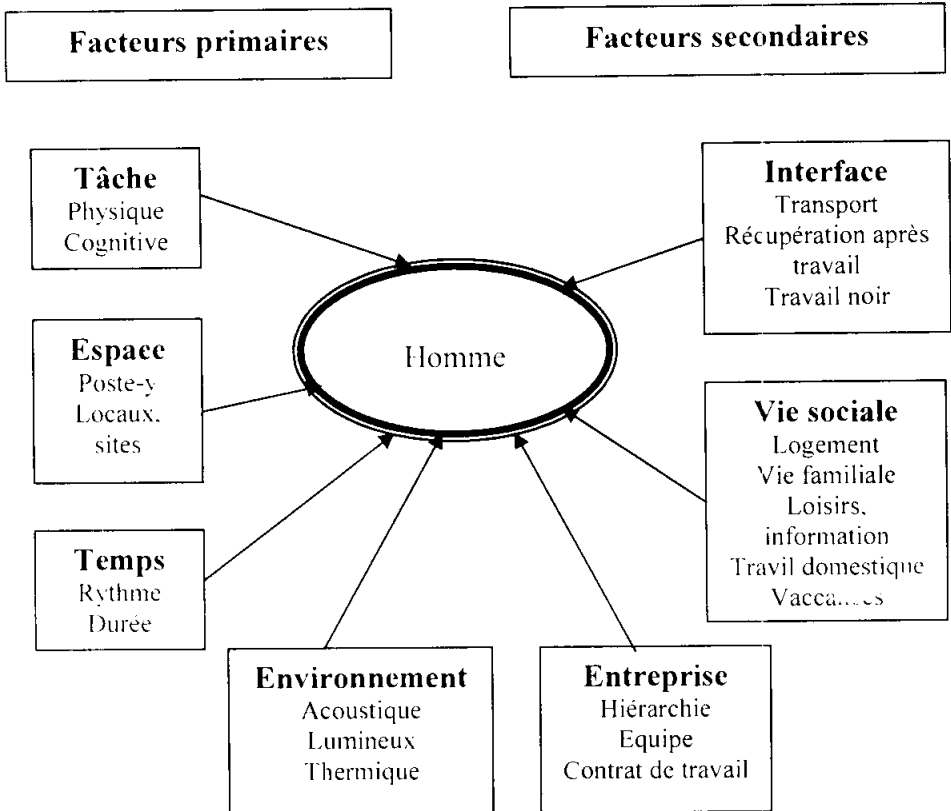 Facteurs primaires
Facteurs secondaires
Tâche
Physique
Cognitive
Interface
Transport
Récupération après
travail
Travail noir
Espace
Poste-y
Locaux,
sites
Homme
Vie sociale
Logement
Vie familiale
Loisirs,
information
Travil domestique
Temps
Rythme
Durée
Environnement
Acoustique
Lumineux
Thermique
Entreprise
Hiérarchie
Equipe
Contrat de travail